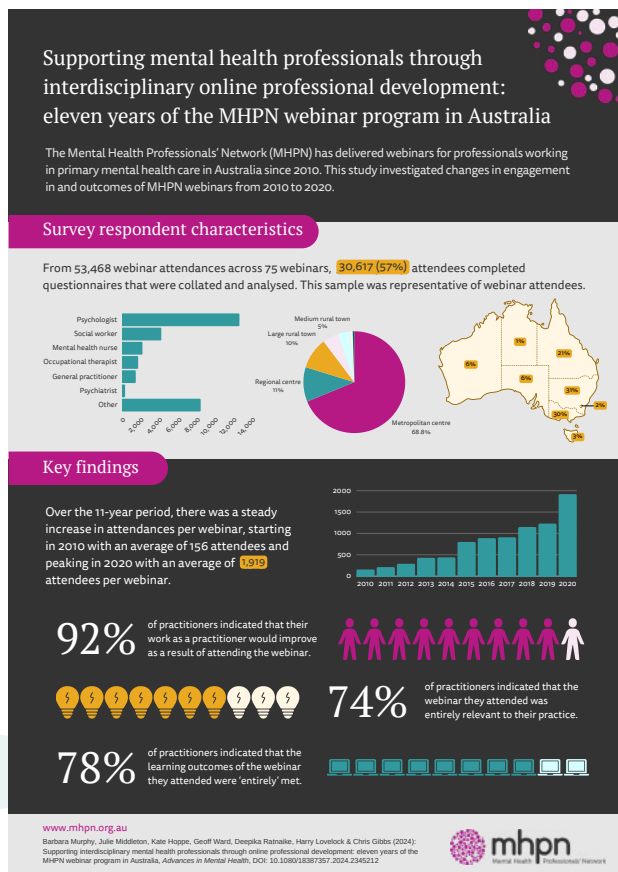 Supporting mental health professionals through
interdisciplinary online professional development:
eleven years of the MHPN webinar program in Australia
The Mental Health Professionals' Network (MHPN) has delivered webinars for professionals working
in primary mental health care in Australia since 2010. This study investigated changes in engagement
in and outcomes of MHPN webinars from 2010 to 2020.
Survey respondent characteristics
From 53,468 webinar attendances across 75 webinars, 30,617 (57%) attendees completed
questionnaires that were collated and analysed. This sample was representative of webinar attendees.
Psychologist
Social worker
Mental health nurse
Occupational therapist
General practitioner
Psychiatrist
Other
0 2,000 4,000 6,000 8,000 10,000 12,000 14,000
Medium rural town
5%
Large rural town
10%
Regional centre
11%
Metropolitan centre
68.8%
1%
21%
6%
6%
31%
2%
30%
3%
Key findings
Over the 11-year period, there was a steady
increase in attendances per webinar, starting
in 2010 with an average of 156 attendees and
peaking in 2020 with an average of 1,919
attendees per webinar.
2000
1500
1000
500
0
2010 2011 2012 2013 2014 2015 2016 2017 2018 2019 2020
92%
of practitioners indicated that their
work as a practitioner would improve
as a result of attending the webinar.
74%
of practitioners indicated that the
webinar they attended was
entirely relevant to their practice.
78%
of practitioners indicated that the
learning outcomes of the webinar
they attended were 'entirely' met.
www.mhpn.org.au
Barbara Murphy, Julie Middleton, Kate Hoppe, Geoff Ward, Deepika Ratnaike, Harry Lovelock & Chris Gibbs (2024):
Supporting interdisciplinary mental health professionals through online professional development: eleven years of the
MHPN webinar program in Australia, Advances in Mental Health, DOI: 10.1080/18387357.2024.2345212
mhpn
Mental Health Professionals' Network